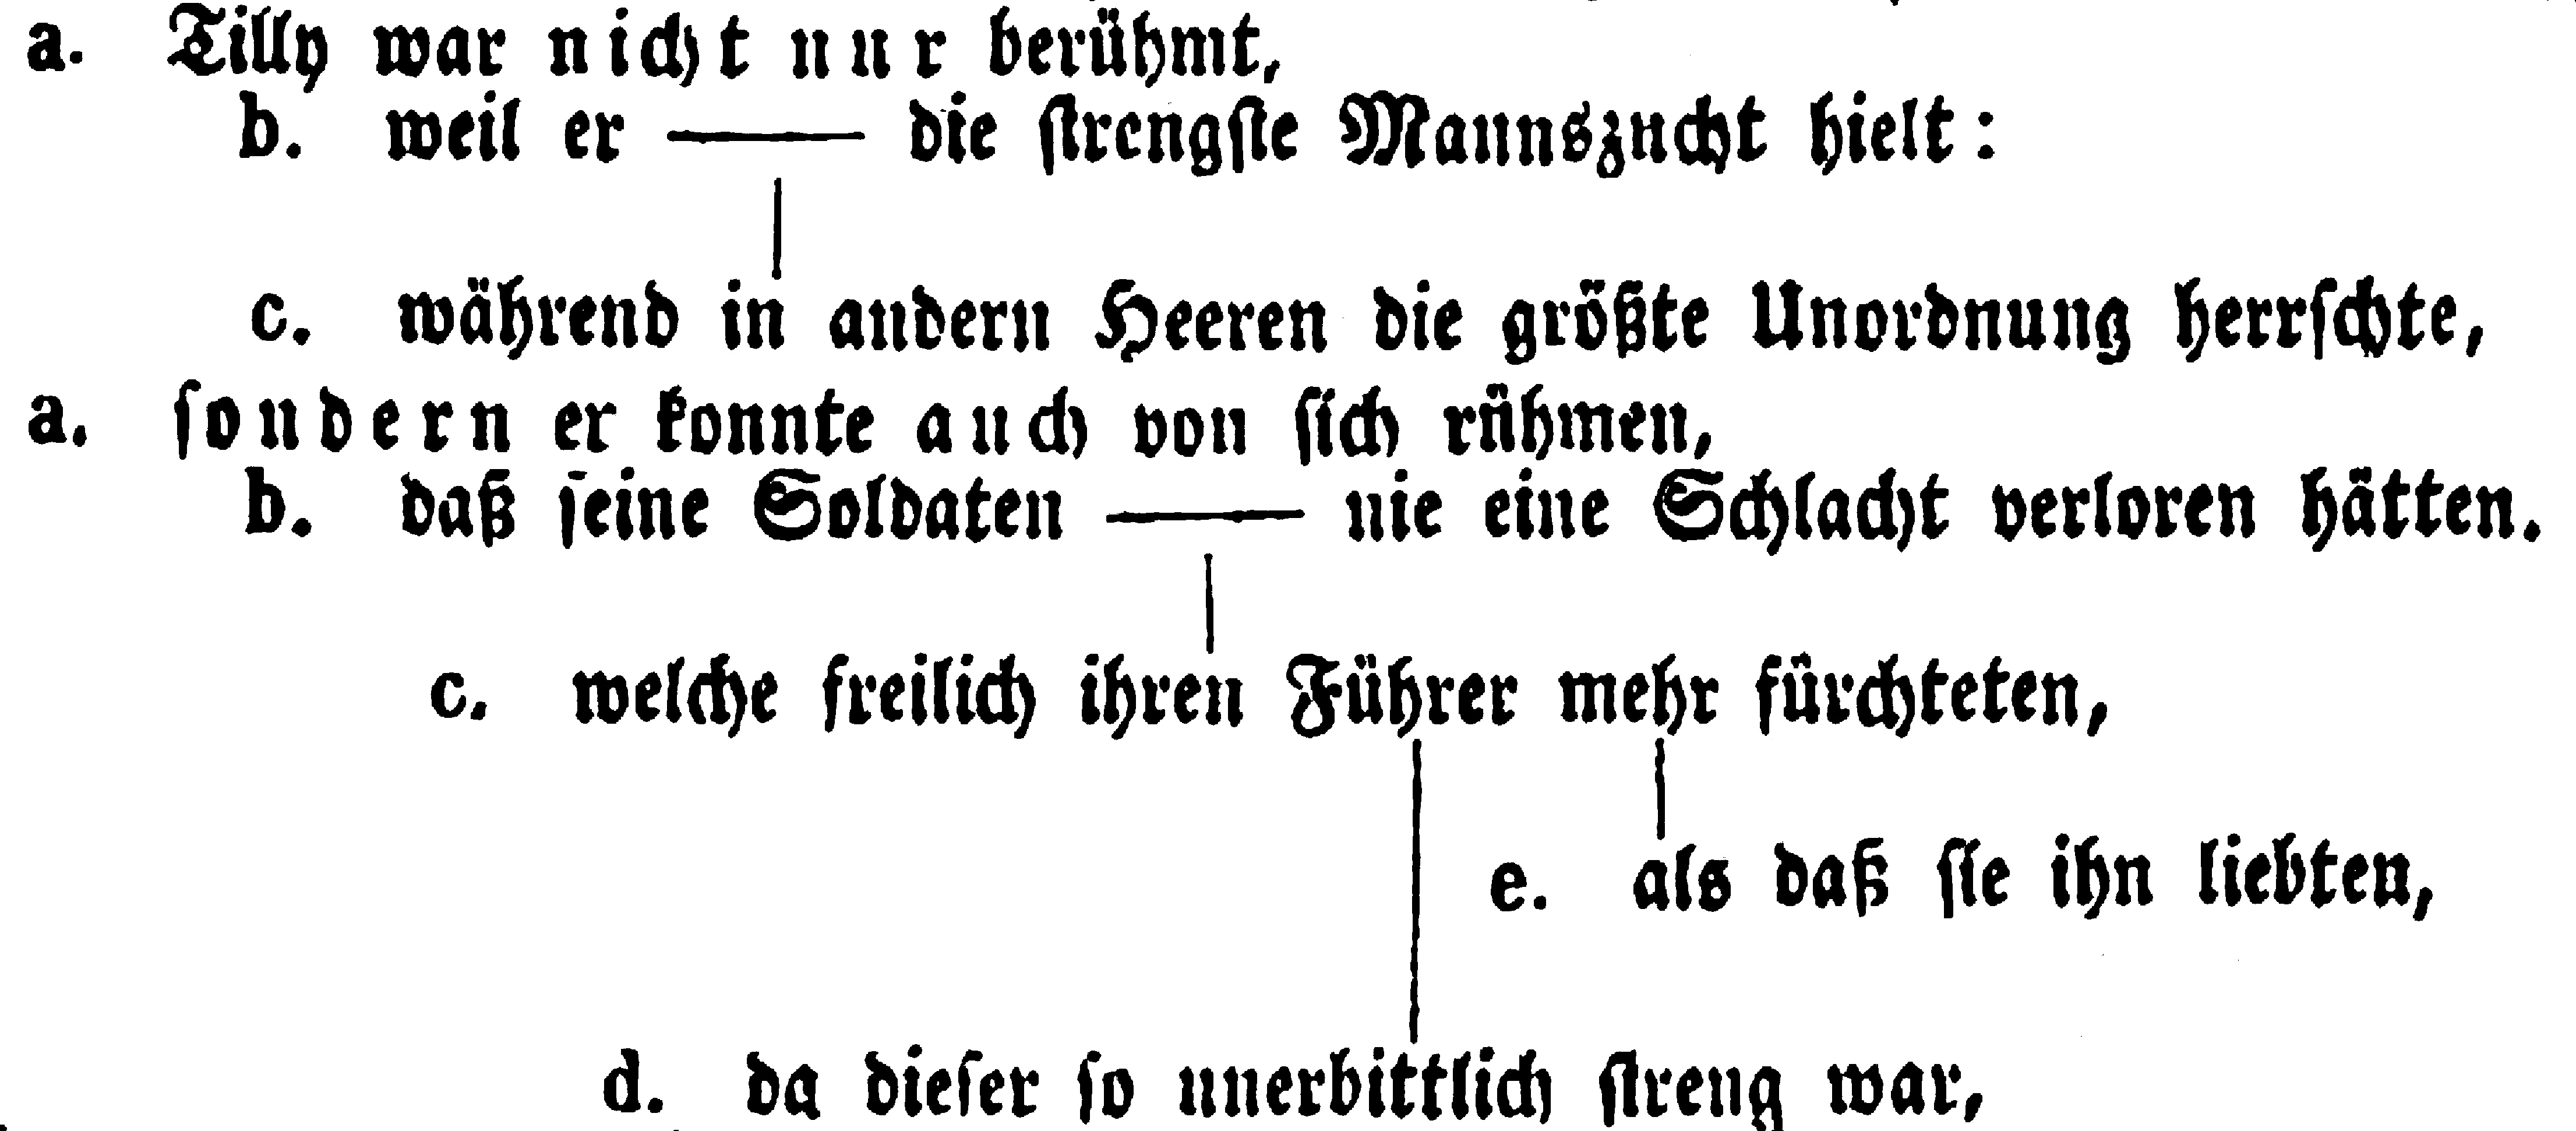 a. Tilly war nicht nur berühmt,
b. weil er —— die strengste Mannszucht hielt:
c. während in andern Heeren die größte Unordnung herrschte,
a. sondern er konnte auch von sich rühmen,
b. daß seine Soldaten —— nie eine Schlacht verloren hätten.
c. welche freilich ihren Führer mehr fürchteten,
e. als daß sie ihn liebten,
d. da dieser so unerbittlich streng war,